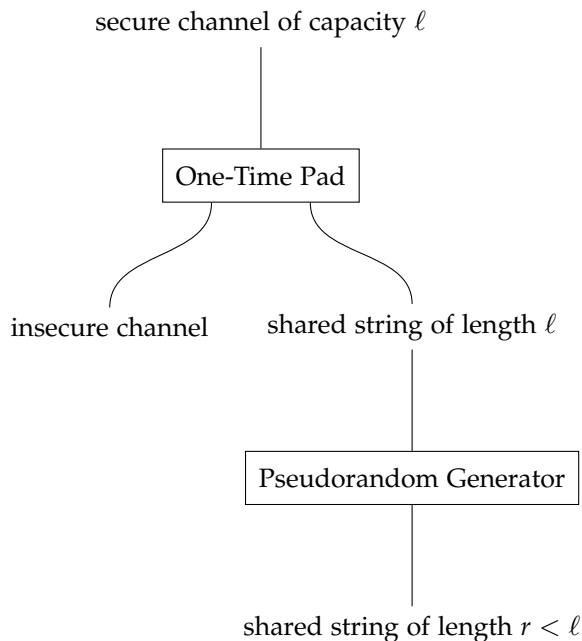 secure channel of capacity ℓ
One-Time Pad
insecure channel
shared string of length ℓ
Pseudorandom Generator
shared string of length r < ℓ